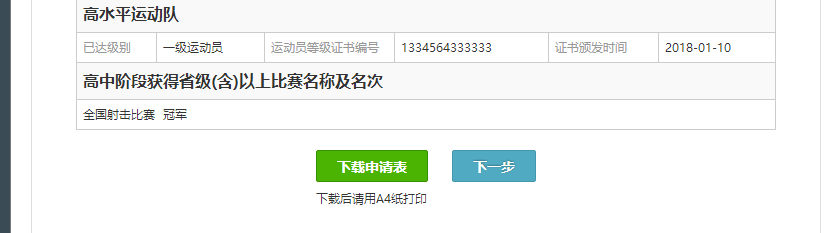 高水平运动队
已达级别 一级运动员 运动员等级证书编号 1334564333333 证书颁发时间 2018-01-10
高中阶段获得省级(含)以上比赛名称及名次
全国射击比赛 冠军
下载申请表 下一步
下载后请用A4纸打印